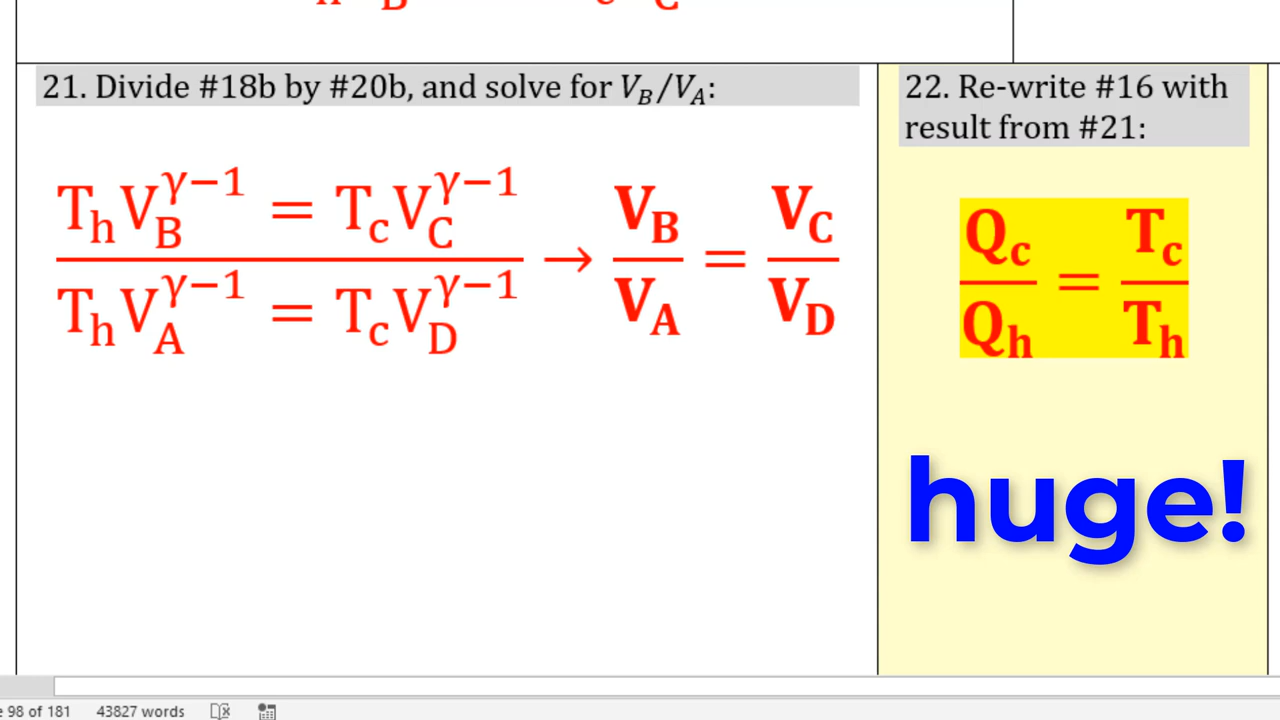 21. Divide #18b by #20b, and solve for V_B/V_A:
T_h V_B^{γ−1} = T_c V_C^{γ−1}
T_h V_A^{γ−1} = T_c V_D^{γ−1}
→ V_B/V_A = V_C/V_D
22. Re-write #16 with
result from #21:
Q_c/Q_h = T_c/T_h
huge!
98 of 181 43827 words